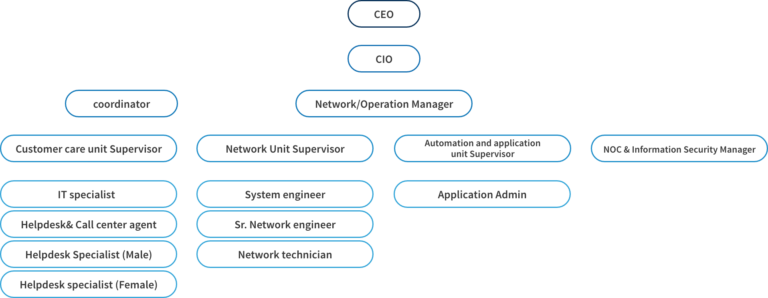 CEO
CIO
coordinator
Network/Operation Manager
Customer care unit Supervisor
Network Unit Supervisor
Automation and application
unit Supervisor
NOC & Information Security Manager
IT specialist
System engineer
Application Admin
Helpdesk& Call center agent
Sr. Network engineer
Helpdesk Specialist (Male)
Network technician
Helpdesk specialist (Female)